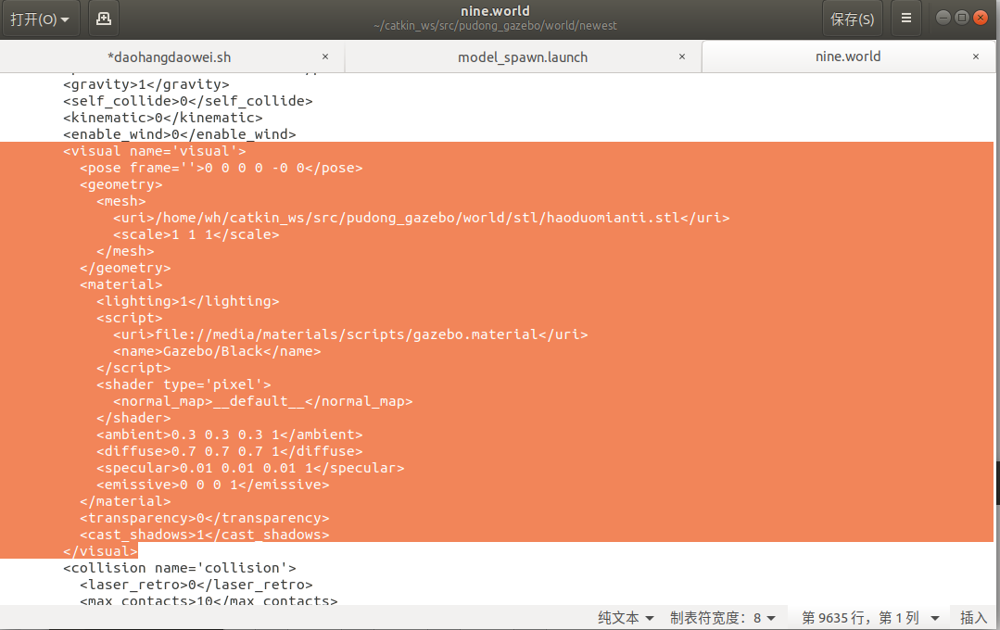 打开(O)
nine.world
~/catkin_ws/src/pudong_gazebo/world/newest
保存(S)
*daohangdaowei.sh
model_spawn.launch
nine.world
<gravity>1</gravity>
<self_collide>0</self_collide>
<kinematic>0</kinematic>
<enable_wind>0</enable_wind>
<visual name='visual'>
<pose frame=''>0 0 0 0 -0 0</pose>
<geometry>
<mesh>
<uri>/home/wh/catkin_ws/src/pudong_gazebo/world/stl/haoduomianti.stl</uri>
<scale>1 1 1</scale>
</mesh>
</geometry>
<material>
<lighting>1</lighting>
<script>
<uri>file://media/materials/scripts/gazebo.material</uri>
<name>Gazebo/Black</name>
</script>
<shader type='pixel'>
<normal_map>__default__</normal_map>
</shader>
<ambient>0.3 0.3 0.3 1</ambient>
<diffuse>0.7 0.7 0.7 1</diffuse>
<specular>0.01 0.01 0.01 1</specular>
<emissive>0 0 0 1</emissive>
</material>
<transparency>0</transparency>
<cast_shadows>1</cast_shadows>
</visual>
<collision name='collision'>
<laser_retro>0</laser_retro>
<max_contacts>10</max_contacts>
纯文本 制表符宽度：8 第 9635 行，第 1 列 插入